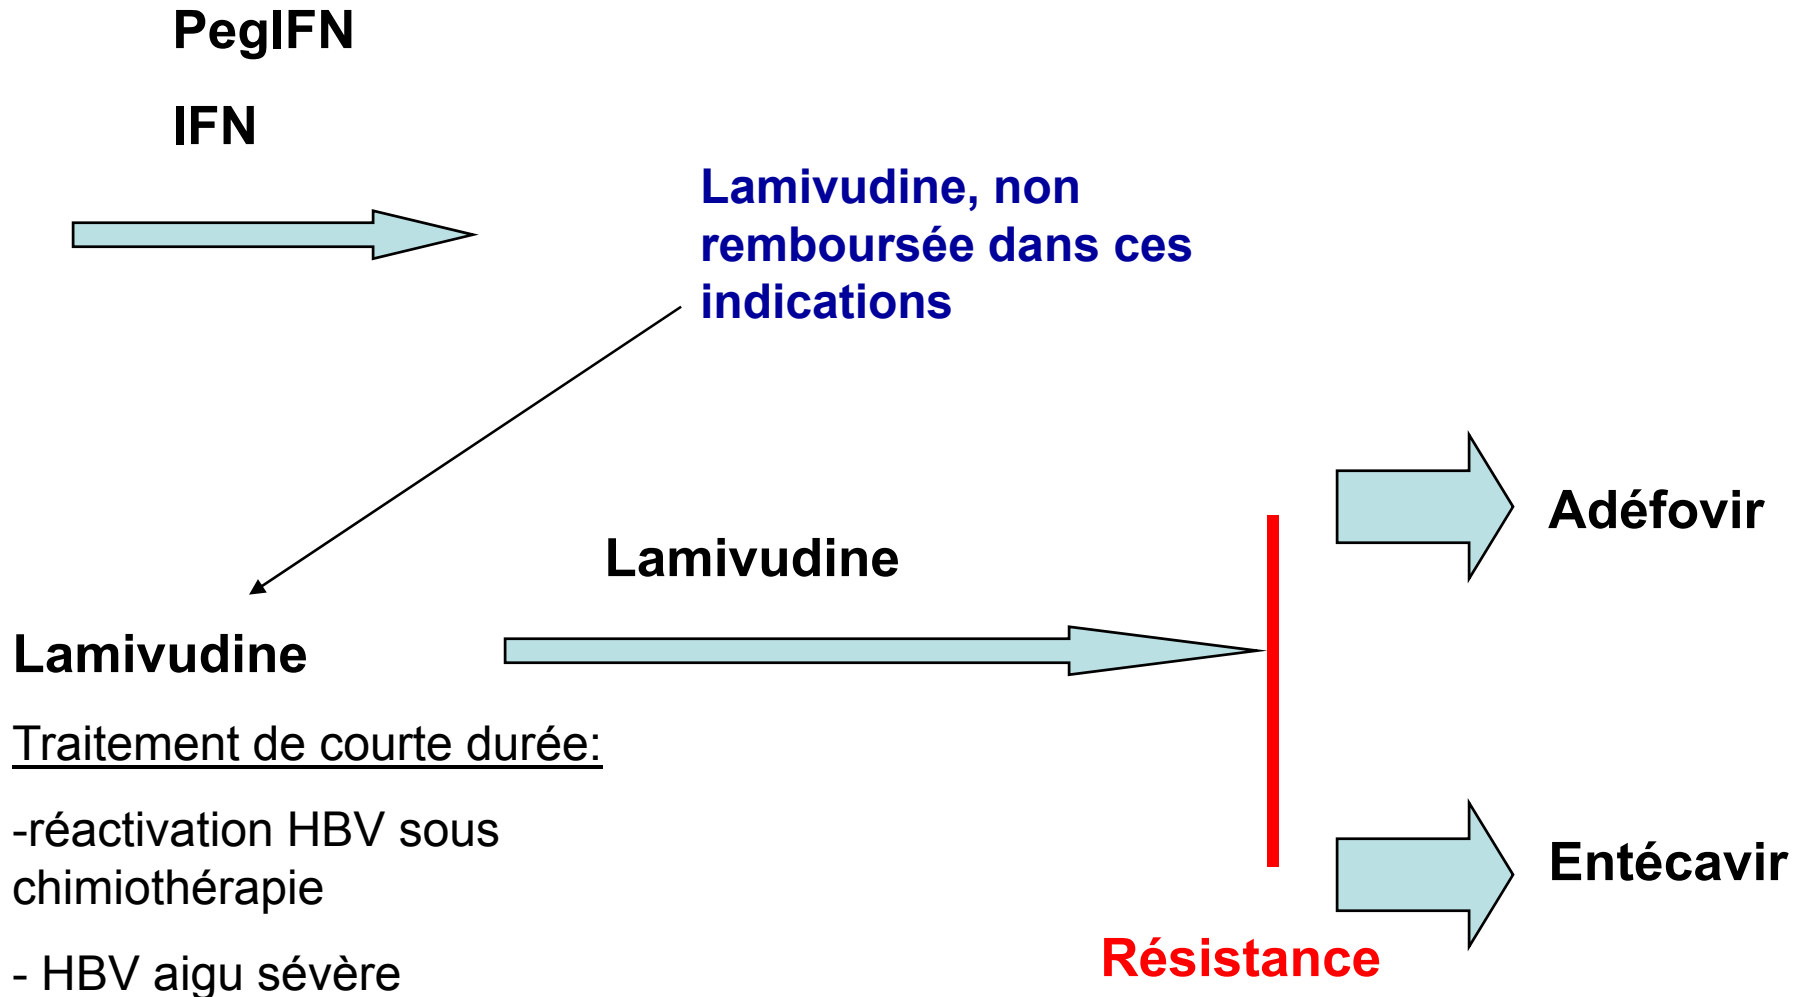 PegIFN
IFN
Lamivudine, non
remboursée dans ces
indications
Adéfovir
Lamivudine
Lamivudine
Traitement de courte durée:
-réactivation HBV sous
chimiothérapie
- HBV aigu sévère
Entécavir
Résistance